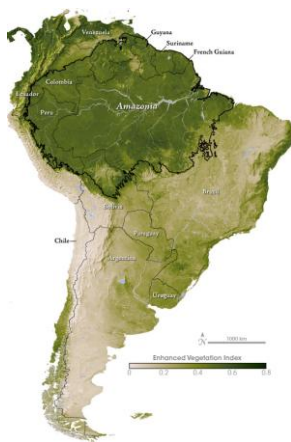 Venezuela
Guyana
Suriname
French Guiana
Colombia
Ecuador
Amazonia
Peru
Brazil
Bolivia
Paraguay
Chile
Argentina
Uruguay
N
1000 km
Enhanced Vegetation Index
0 0.2 0.4 0.6 0.8